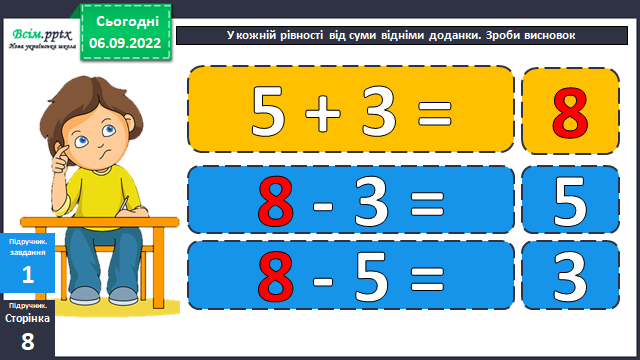 Всім.pptx
Нова українська школа
Сьогодні
06.09.2022
У кожній рівності від суми відніми доданки. Зроби висновок
5 + 3 = 8
8 - 3 = 5
8 - 5 = 3
Підручник.
завдання
1
Підручник.
Сторінка
8